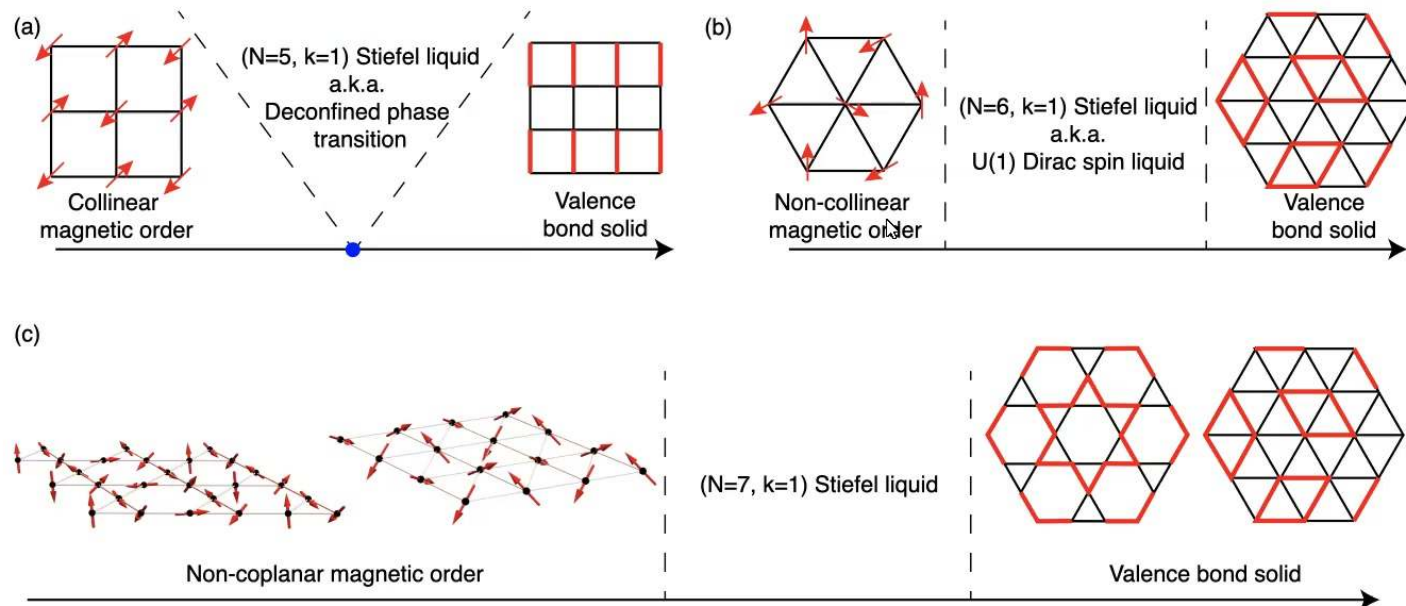 (a)
(N=5, k=1) Stiefel liquid
a.k.a.
Deconfined phase
transition
Collinear
magnetic order
Valence
bond solid
(b)
(N=6, k=1) Stiefel liquid
a.k.a.
U(1) Dirac spin liquid
Non-collinear
magnetic order
Valence
bond solid
(c)
(N=7, k=1) Stiefel liquid
Non-coplanar magnetic order
Valence bond solid